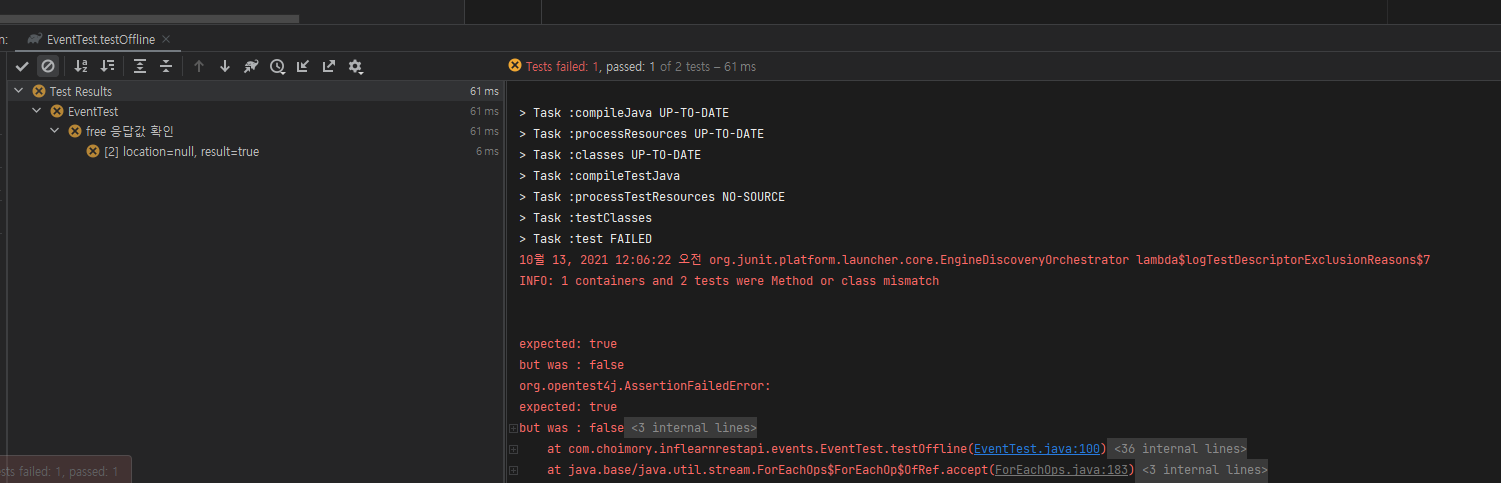 n:
EventTest.testOffline
Tests failed: 1, passed: 1 of 2 tests – 61 ms
Test Results 61 ms
EventTest 61 ms
free 응답값 확인 61 ms
[2] location=null, result=true 6 ms
> Task :compileJava UP-TO-DATE
> Task :processResources UP-TO-DATE
> Task :classes UP-TO-DATE
> Task :compileTestJava
> Task :processTestResources NO-SOURCE
> Task :testClasses
> Task :test FAILED
10월 13, 2021 12:06:22 오전 org.junit.platform.launcher.core.EngineDiscoveryOrchestrator lambda$logTestDescriptorExclusionReasons$7
INFO: 1 containers and 2 tests were Method or class mismatch
expected: true
but was : false
org.opentest4j.AssertionFailedError:
expected: true
but was : false <3 internal lines>
at com.choimory.inflearnrestapi.events.EventTest.testOffline(EventTest.java:100) <36 internal lines>
at java.base/java.util.stream.ForEachOps$ForEachOp$OfRef.accept(ForEachOps.java:183) <3 internal lines>
sts failed: 1, passed: 1